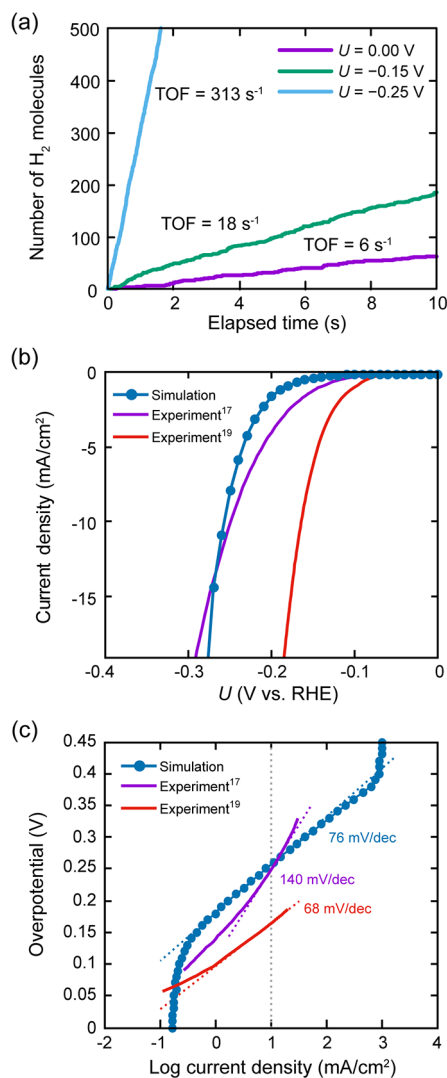 (a)
500
400
300
200
100
0
Number of H₂ molecules
U = 0.00 V
U = −0.15 V
U = −0.25 V
TOF = 313 s⁻¹
TOF = 18 s⁻¹
TOF = 6 s⁻¹
0 2 4 6 8 10
Elapsed time (s)
(b)
0
-5
-10
-15
Current density (mA/cm²)
Simulation
Experiment¹⁷
Experiment¹⁹
-0.4 -0.3 -0.2 -0.1 0
U (V vs. RHE)
(c)
0.45
0.4
0.35
0.3
0.25
0.2
0.15
0.1
0.05
0
Overpotential (V)
Simulation
Experiment¹⁷
Experiment¹⁹
76 mV/dec
140 mV/dec
68 mV/dec
-2 -1 0 1 2 3 4
Log current density (mA/cm²)